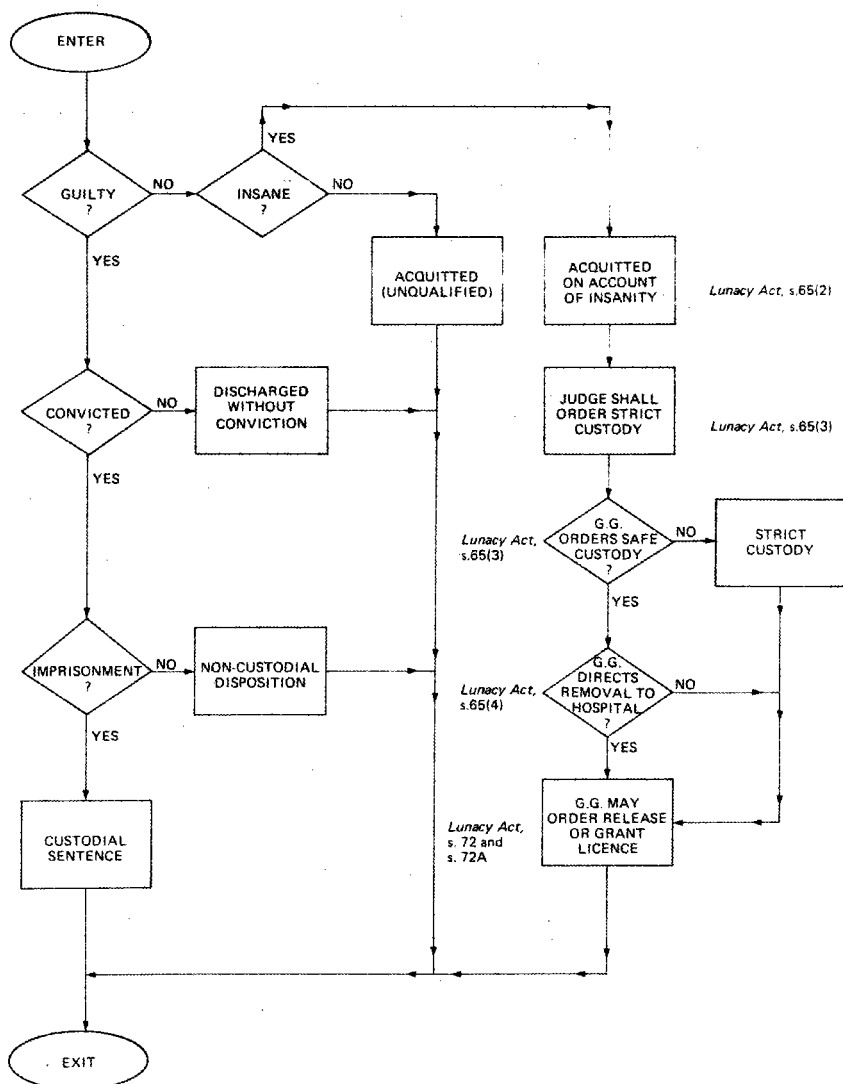 ENTER
YES
GUILTY
?
NO
INSANE
?
NO
YES
ACQUITTED
(UNQUALIFIED)
ACQUITTED
ON ACCOUNT
OF INSANITY
Lunacy Act, s.65(2)
CONVICTED
?
NO
DISCHARGED
WITHOUT
CONVICTION
JUDGE SHALL
ORDER STRICT
CUSTODY
Lunacy Act, s.65(3)
YES
Lunacy Act,
s.65(3)
G.G.
ORDERS SAFE
CUSTODY
?
NO
STRICT
CUSTODY
YES
IMPRISONMENT
?
NO
NON-CUSTODIAL
DISPOSITION
Lunacy Act,
s.65(4)
G.G.
DIRECTS
REMOVAL TO
HOSPITAL
?
NO
YES
YES
CUSTODIAL
SENTENCE
Lunacy Act,
s. 72 and
s. 72A
G.G. MAY
ORDER RELEASE
OR GRANT
LICENCE
EXIT